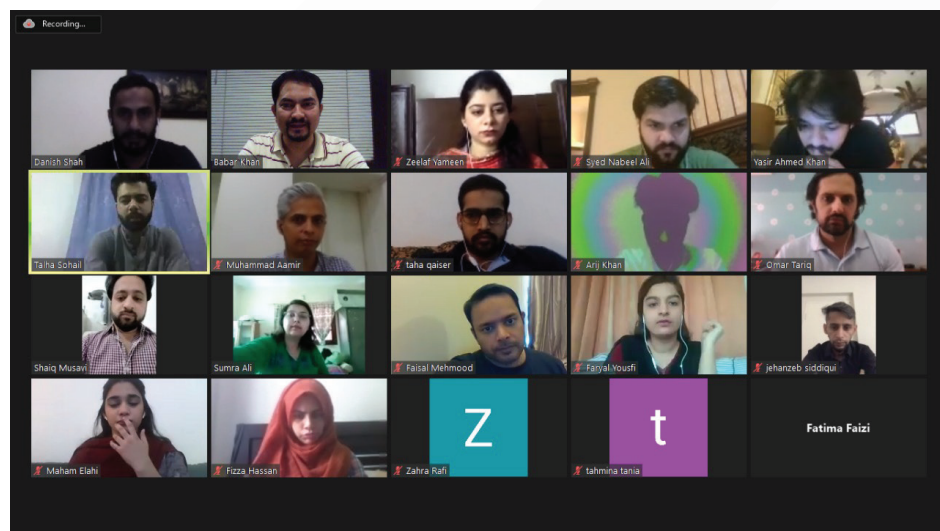 Recording...
Danish Shah
Babar Khan
Zeelaf Yameen
Syed Nabeel Ali
Yasir Ahmed Khan
Talha Sohail
Muhammad Aamir
taha qaiser
Arij Khan
Omar Tariq
Shaiq Musavi
Sumra Ali
Faisal Mehmood
Faryal Yousfi
jehanzeb siddiqui
Z
t
Fatima Faizi
Maham Elahi
Fizza Hassan
Zahra Rafi
tahmina tania